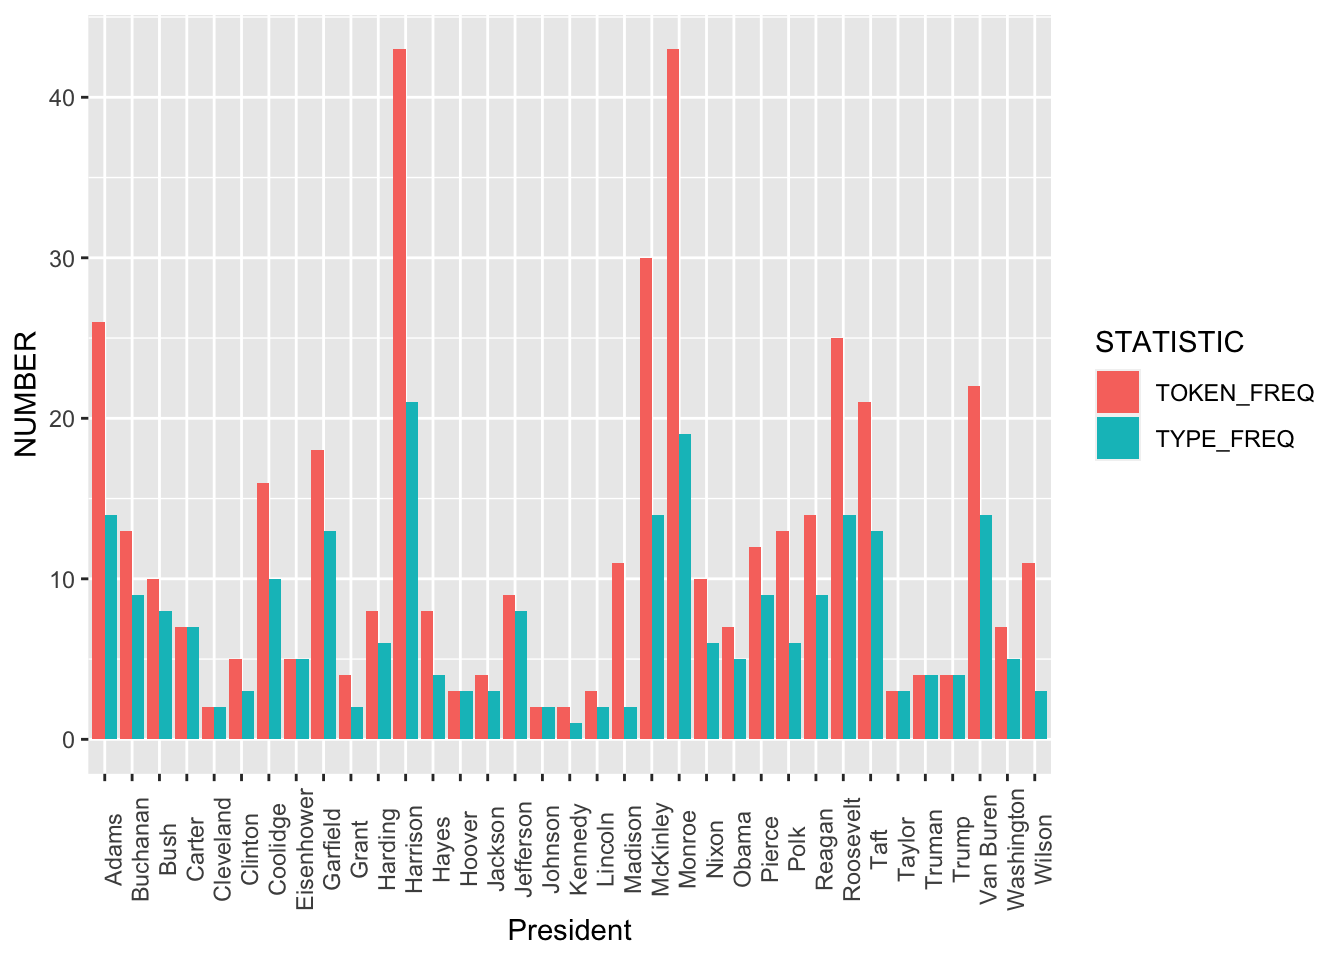 NUMBER
40
30
20
10
0
Adams
Buchanan
Bush
Carter
Cleveland
Clinton
Coolidge
Eisenhower
Garfield
Grant
Harding
Harrison
Hayes
Hoover
Jackson
Jefferson
Johnson
Kennedy
Lincoln
Madison
McKinley
Monroe
Nixon
Obama
Pierce
Polk
Reagan
Roosevelt
Taft
Taylor
Truman
Trump
Van Buren
Washington
Wilson
President
STATISTIC
TOKEN_FREQ
TYPE_FREQ